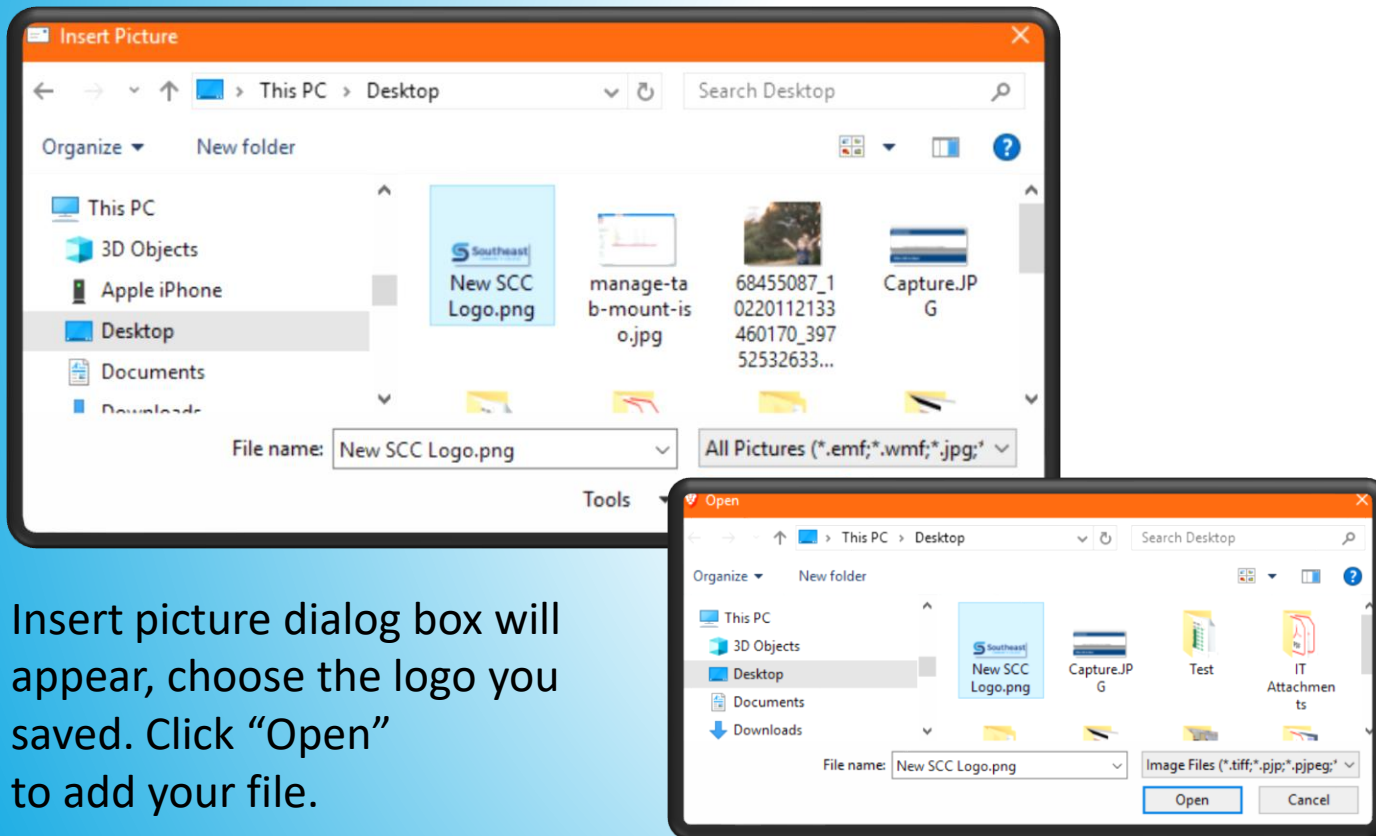 Insert Picture
This PC > Desktop
Search Desktop
Organize
New folder
This PC
3D Objects
Apple iPhone
Desktop
Documents
Downloads
Southeast
New SCC
Logo.png
manage-ta
b-mount-is
o.jpg
68455087_1
0220112133
460170_397
52532633...
Capture.JP
G
File name: New SCC Logo.png
All Pictures (*.emf;*.wmf;*.jpg;*
Tools
Open
This PC > Desktop
Search Desktop
Organize
New folder
This PC
3D Objects
Desktop
Documents
Downloads
Southeast
New SCC
Logo.png
Capture.JP
G
Test
IT
Attachmen
ts
File name: New SCC Logo.png
Image Files (*.tiff;*.pjp;*.pjpeg;*
Open
Cancel
Insert picture dialog box will
appear, choose the logo you
saved. Click “Open”
to add your file.